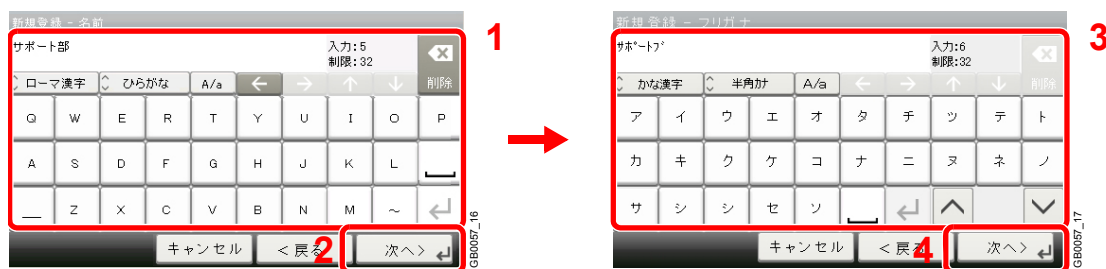 新規登録 - 名前
サポート部
入力:5
制限:32
削除
ローマ漢字 ひらがな A/a ← → ↑ ↓
Q W E R T Y U I O P
A S D F G H J K L
Z X C V B N M ~
キャンセル <戻る 次へ>
1
2
GB0057_16
新規登録 - フリガナ
ｻﾎﾟｰﾄﾌﾞ
入力:6
制限:32
削除
かな漢字 半角ｶﾅ A/a ← → ↑ ↓
ア イ ウ エ オ タ チ ツ テ ト
カ キ ク ケ コ ナ ニ ヌ ネ ノ
サ シ シ セ ソ
キャンセル <戻る 次へ>
3
4
GB0057_17